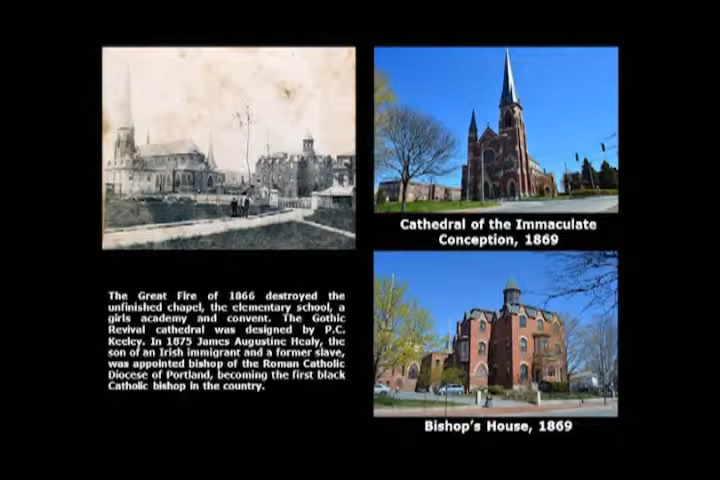 Cathedral of the Immaculate
Conception, 1869
The Great Fire of 1866 destroyed the
unfinished chapel, the elementary school, a
girls academy and convent. The Gothic
Revival cathedral was designed by P.C.
Keeley. In 1875 James Augustine Healy, the
son of an Irish immigrant and a former slave,
was appointed bishop of the Roman Catholic
Diocese of Portland, becoming the first black
Catholic bishop in the country.
Bishop's House, 1869